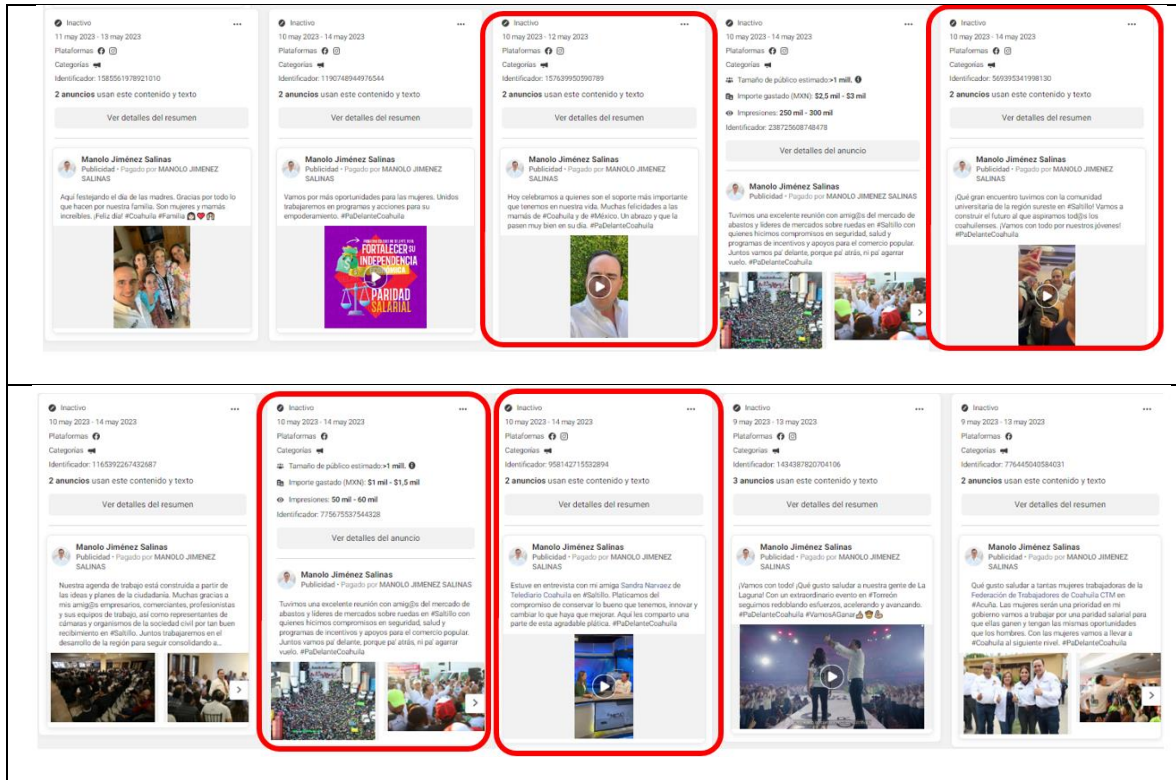 Inactivo
11 may 2023 - 13 may 2023
Plataformas
Categorías
Identificador: 1585561978921010
2 anuncios usan este contenido y texto
Ver detalles del resumen
Manolo Jiménez Salinas
Publicidad • Pagado por MANOLO JIMENEZ
SALINAS
Aquí festejando el día de las madres. Gracias por todo lo
que hacen por nuestra familia. Son mujeres y mamás
increíbles. ¡Feliz día! #Coahuila #Familia
Inactivo
10 may 2023 - 14 may 2023
Plataformas
Categorías
Identificador: 1190748944976544
2 anuncios usan este contenido y texto
Ver detalles del resumen
Manolo Jiménez Salinas
Publicidad • Pagado por MANOLO JIMENEZ
SALINAS
Vamos por más oportunidades para las mujeres. Unidos
trabajaremos en programas y acciones para su
empoderamiento. #PaDelanteCoahuila
FORTALECER SU
INDEPENDENCIA
PARIDAD
SALARIAL
Inactivo
10 may 2023 - 12 may 2023
Plataformas
Categorías
Identificador: 157639950590789
2 anuncios usan este contenido y texto
Ver detalles del resumen
Manolo Jiménez Salinas
Publicidad • Pagado por MANOLO JIMENEZ
SALINAS
Hoy celebramos a quienes son el soporte más importante
que tenemos en nuestra vida. Muchas felicidades a las
mamás de #Coahuila y de #México. Un abrazo y que la
pasen muy bien en su día. #PaDelanteCoahuila
Inactivo
10 may 2023 - 14 may 2023
Plataformas
Categorías
Tamaño de público estimado:>1 mill.
Importe gastado (MXN): $2,5 mil - $3 mil
Impresiones: 250 mil - 300 mil
Identificador: 238725608748478
Ver detalles del anuncio
Manolo Jiménez Salinas
Publicidad • Pagado por MANOLO JIMENEZ SALINAS
Tuvimos una excelente reunión con amig@s del mercado de
abastos y líderes de mercados sobre ruedas en #Saltillo con
quienes hicimos compromisos en seguridad, salud y
programas de incentivos y apoyos para el comercio popular.
Juntos vamos pa' delante, porque pa' atrás, ni pa' agarrar
vuelo. #PaDelanteCoahuila
Inactivo
10 may 2023 - 14 may 2023
Plataformas
Categorías
Identificador: 569395341998130
2 anuncios usan este contenido y texto
Ver detalles del resumen
Manolo Jiménez Salinas
Publicidad • Pagado por MANOLO JIMENEZ
SALINAS
¡Qué gran encuentro tuvimos con la comunidad
universitaria de la región sureste en #Saltillo! Vamos a
construir el futuro al que aspiramos tod@s los
coahuilenses. ¡Vamos con todo por nuestros jóvenes!
#PaDelanteCoahuila
Inactivo
10 may 2023 - 14 may 2023
Plataformas
Categorías
Identificador: 1165392267432687
2 anuncios usan este contenido y texto
Ver detalles del resumen
Manolo Jiménez Salinas
Publicidad • Pagado por MANOLO JIMENEZ
SALINAS
Nuestra agenda de trabajo está construida a partir de
las ideas y planes de la ciudadanía. Muchas gracias a
mis amig@s empresarios, comerciantes, profesionistas
y sus equipos de trabajo, así como representantes de
cámaras y organismos de la sociedad civil por tan buen
recibimiento en #Saltillo. Juntos trabajaremos en el
desarrollo de la región para seguir consolidando a...
Inactivo
10 may 2023 - 14 may 2023
Plataformas
Categorías
Tamaño de público estimado:>1 mill.
Importe gastado (MXN): $1 mil - $1,5 mil
Impresiones: 50 mil - 60 mil
Identificador: 775675537544328
Ver detalles del anuncio
Manolo Jiménez Salinas
Publicidad • Pagado por MANOLO JIMENEZ SALINAS
Tuvimos una excelente reunión con amig@s del mercado de
abastos y líderes de mercados sobre ruedas en #Saltillo con
quienes hicimos compromisos en seguridad, salud y
programas de incentivos y apoyos para el comercio popular.
Juntos vamos pa' delante, porque pa' atrás, ni pa' agarrar
vuelo. #PaDelanteCoahuila
Inactivo
10 may 2023 - 14 may 2023
Plataformas
Categorías
Identificador: 958142715532894
2 anuncios usan este contenido y texto
Ver detalles del resumen
Manolo Jiménez Salinas
Publicidad • Pagado por MANOLO JIMENEZ
SALINAS
Estuve en entrevista con mi amiga Sandra Narvaez de
Telediario Coahuila en #Saltillo. Platicamos del
compromiso de conservar lo bueno que tenemos, innovar y
cambiar lo que haya que mejorar. Aquí les comparto una
parte de esta agradable plática. #PaDelanteCoahuila
Inactivo
9 may 2023 - 13 may 2023
Plataformas
Categorías
Identificador: 1434387820704106
3 anuncios usan este contenido y texto
Ver detalles del resumen
Manolo Jiménez Salinas
Publicidad • Pagado por MANOLO JIMENEZ
SALINAS
¡Vamos con todo! ¡Qué gusto saludar a nuestra gente de La
Laguna! Con un extraordinario evento en #Torreón
seguimos redoblando esfuerzos, acelerando y avanzando.
#PaDelanteCoahuila #VamosAGanar
Inactivo
9 may 2023 - 13 may 2023
Plataformas
Categorías
Identificador: 776445040584031
2 anuncios usan este contenido y texto
Ver detalles del resumen
Manolo Jiménez Salinas
Publicidad • Pagado por MANOLO JIMENEZ
SALINAS
Qué gusto saludar a tantas mujeres trabajadoras de la
Federación de Trabajadores de Coahuila CTM en
#Acuña. Las mujeres serán una prioridad en mi
gobierno vamos a trabajar por una paridad salarial para
que ellas ganen y tengan las mismas oportunidades
que los hombres. Con las mujeres vamos a llevar a
#Coahuila al siguiente nivel. #PaDelanteCoahuila